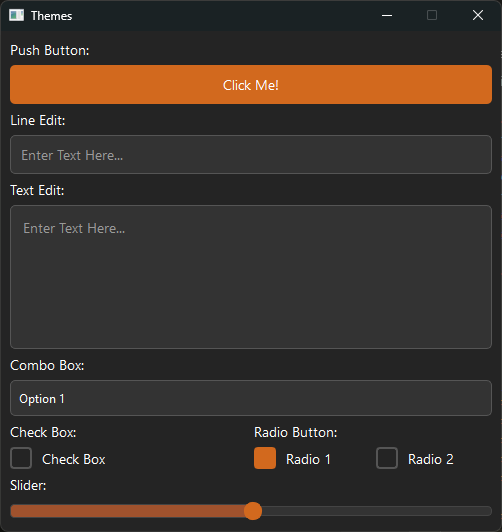 Themes
Push Button:
Click Me!
Line Edit:
Enter Text Here...
Text Edit:
Enter Text Here...
Combo Box:
Option 1
Check Box: Radio Button:
Check Box Radio 1 Radio 2
Slider: